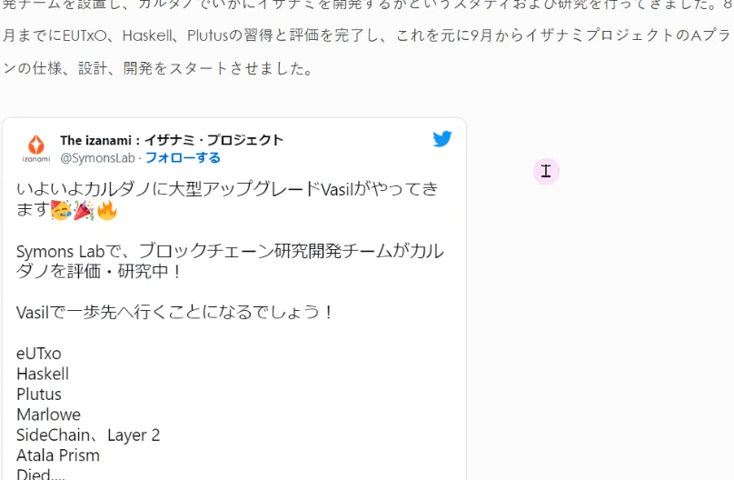 発チームを設置し、カルダノでいかにイザナミを開発するかというスタディおよび研究を行ってきました。8
月までにEUTxO、Haskell、Plutusの習得と評価を完了し、これを元に9月からイザナミプロジェクトのAプラ
ンの仕様、設計、開発をスタートさせました。
The izanami：イザナミ・プロジェクト
izanami
@SymonsLab · フォローする
いよいよカルダノに大型アップグレードVasilがやってき
ます🥳🎉🔥
Symons Labで、ブロックチェーン研究開発チームがカル
ダノを評価・研究中！
Vasilで一歩先へ行くことになるでしょう！
eUTxo
Haskell
Plutus
Marlowe
SideChain、Layer 2
Atala Prism
Died....